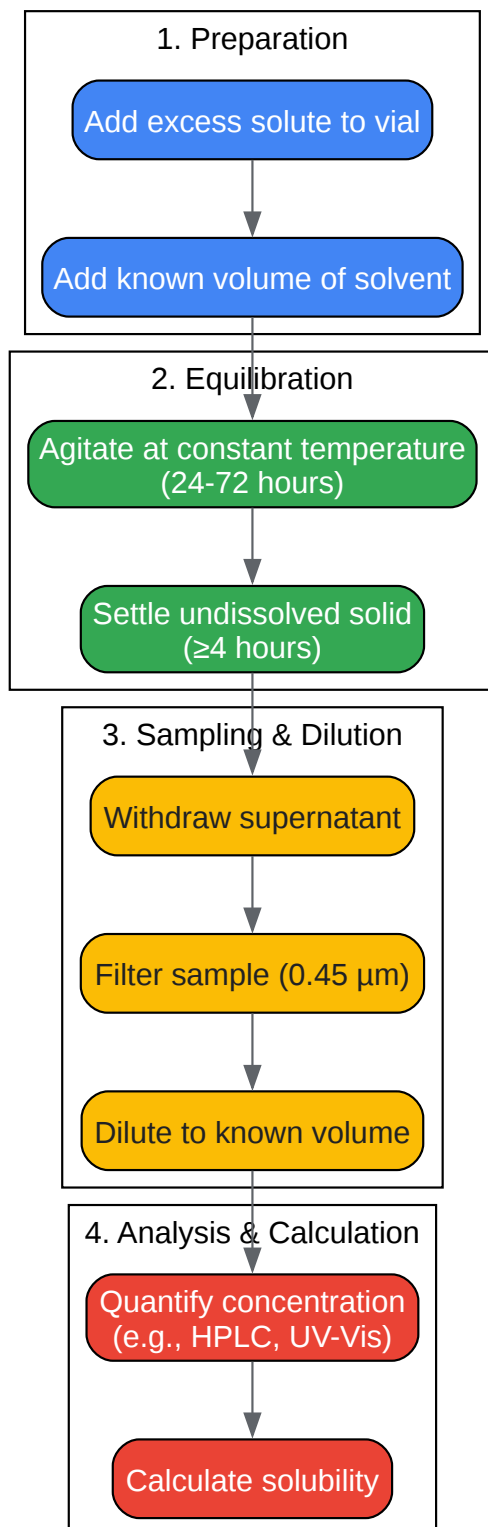 1. Preparation
Add excess solute to vial
Add known volume of solvent
2. Equilibration
Agitate at constant temperature
(24-72 hours)
Settle undissolved solid
(≥4 hours)
3. Sampling & Dilution
Withdraw supernatant
Filter sample (0.45 µm)
Dilute to known volume
4. Analysis & Calculation
Quantify concentration
(e.g., HPLC, UV-Vis)
Calculate solubility